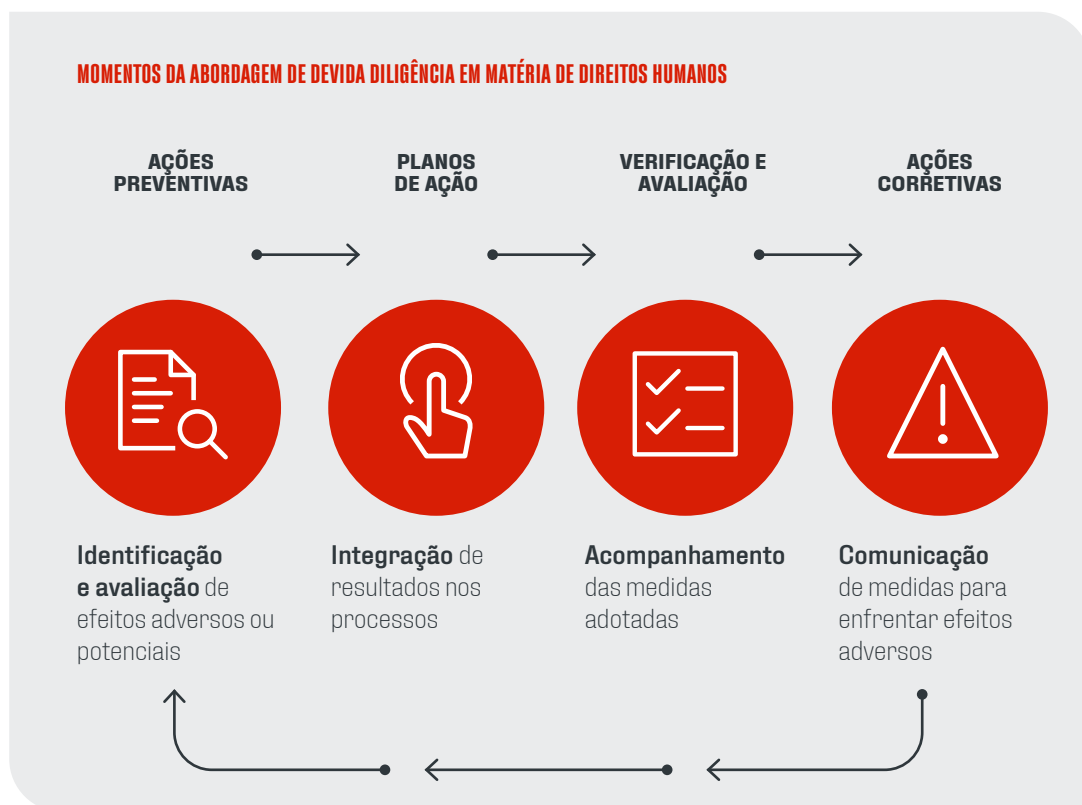 MOMENTOS DA ABORDAGEM DE DEVIDA DILIGÊNCIA EM MATÉRIA DE DIREITOS HUMANOS
AÇÕES
PREVENTIVAS
PLANOS
DE AÇÃO
VERIFICAÇÃO E
AVALIAÇÃO
AÇÕES
CORRETIVAS
Identificação
e avaliação de
efeitos adversos ou
potenciais
Integração de
resultados nos
processos
Acompanhamento
das medidas
adotadas
Comunicação
de medidas para
enfrentar efeitos
adversos